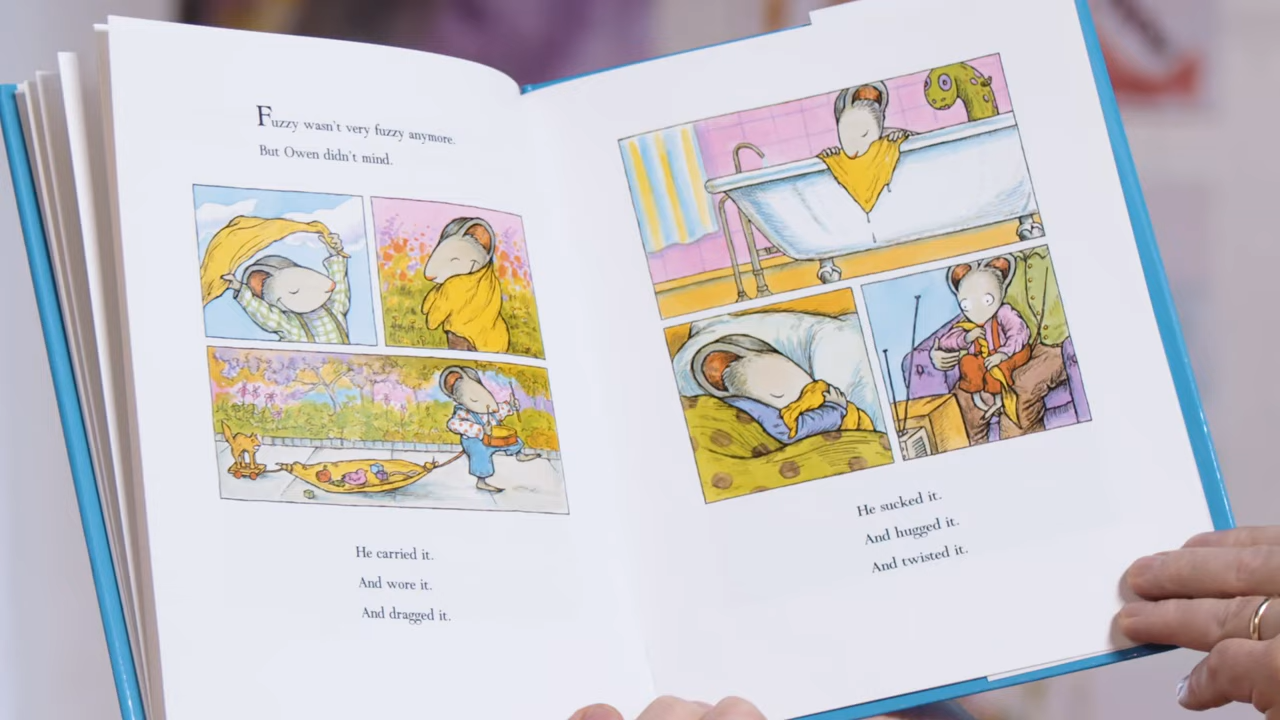 Fuzzy wasn't very fuzzy anymore.
But Owen didn't mind.
He carried it.
And wore it.
And dragged it.
He sucked it.
And hugged it.
And twisted it.